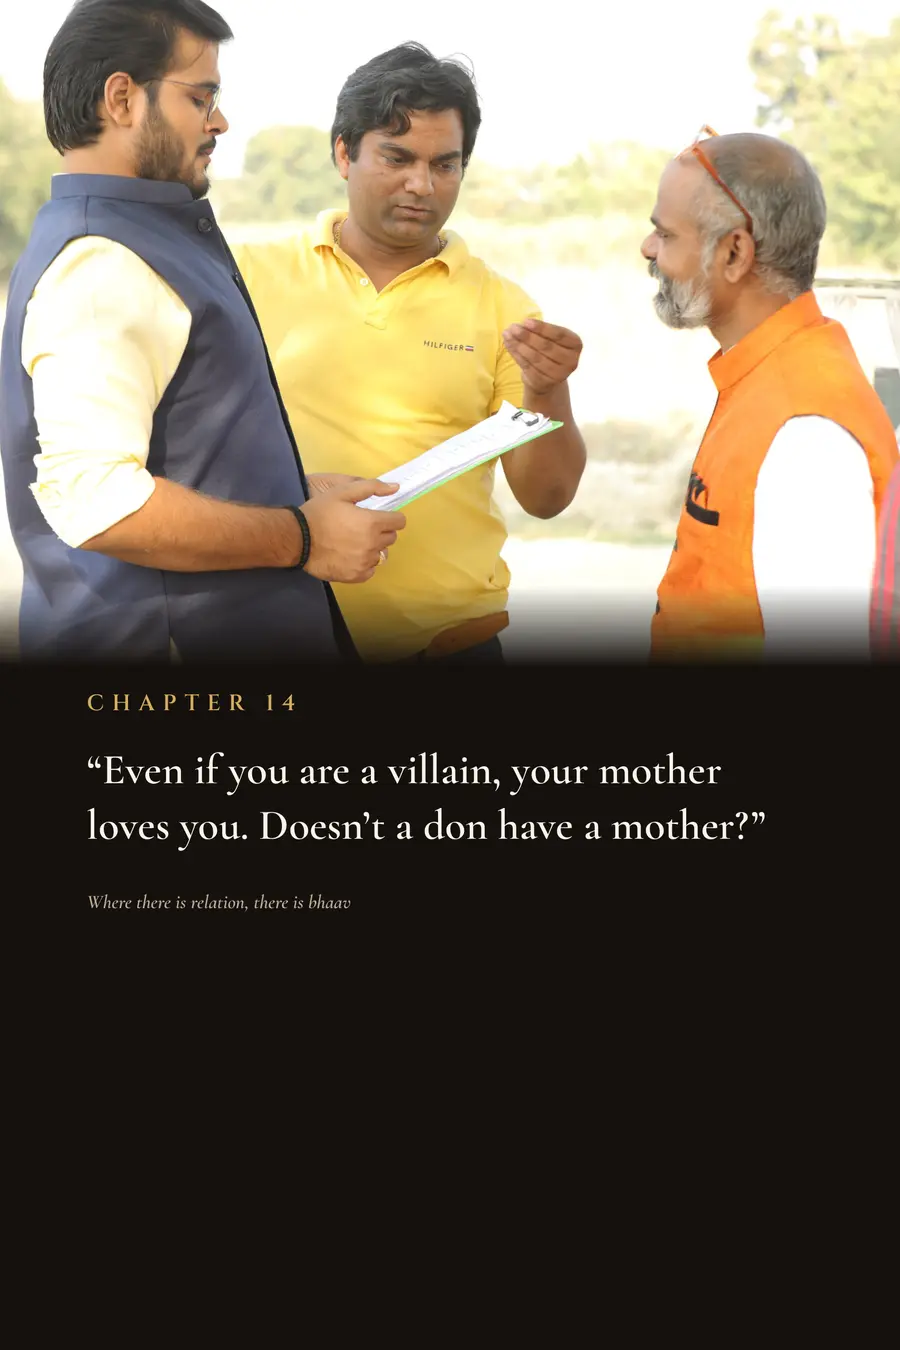 HILFIGER
CHAPTER 14
“Even if you are a villain, your mother
loves you. Doesn’t a don have a mother?”
Where there is relation, there is bhaav